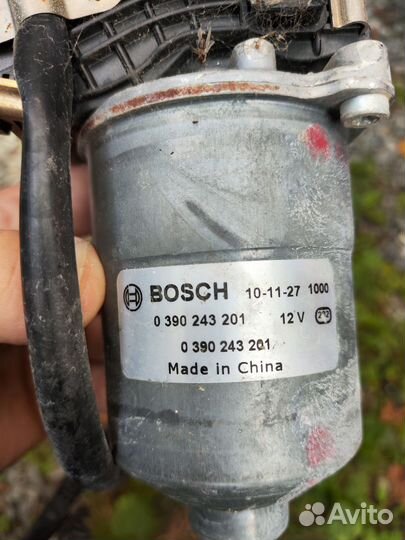 BOSCH 10-11-27 1000
0 390 243 201 12 V
0 390 243 201
Made in China
Avito